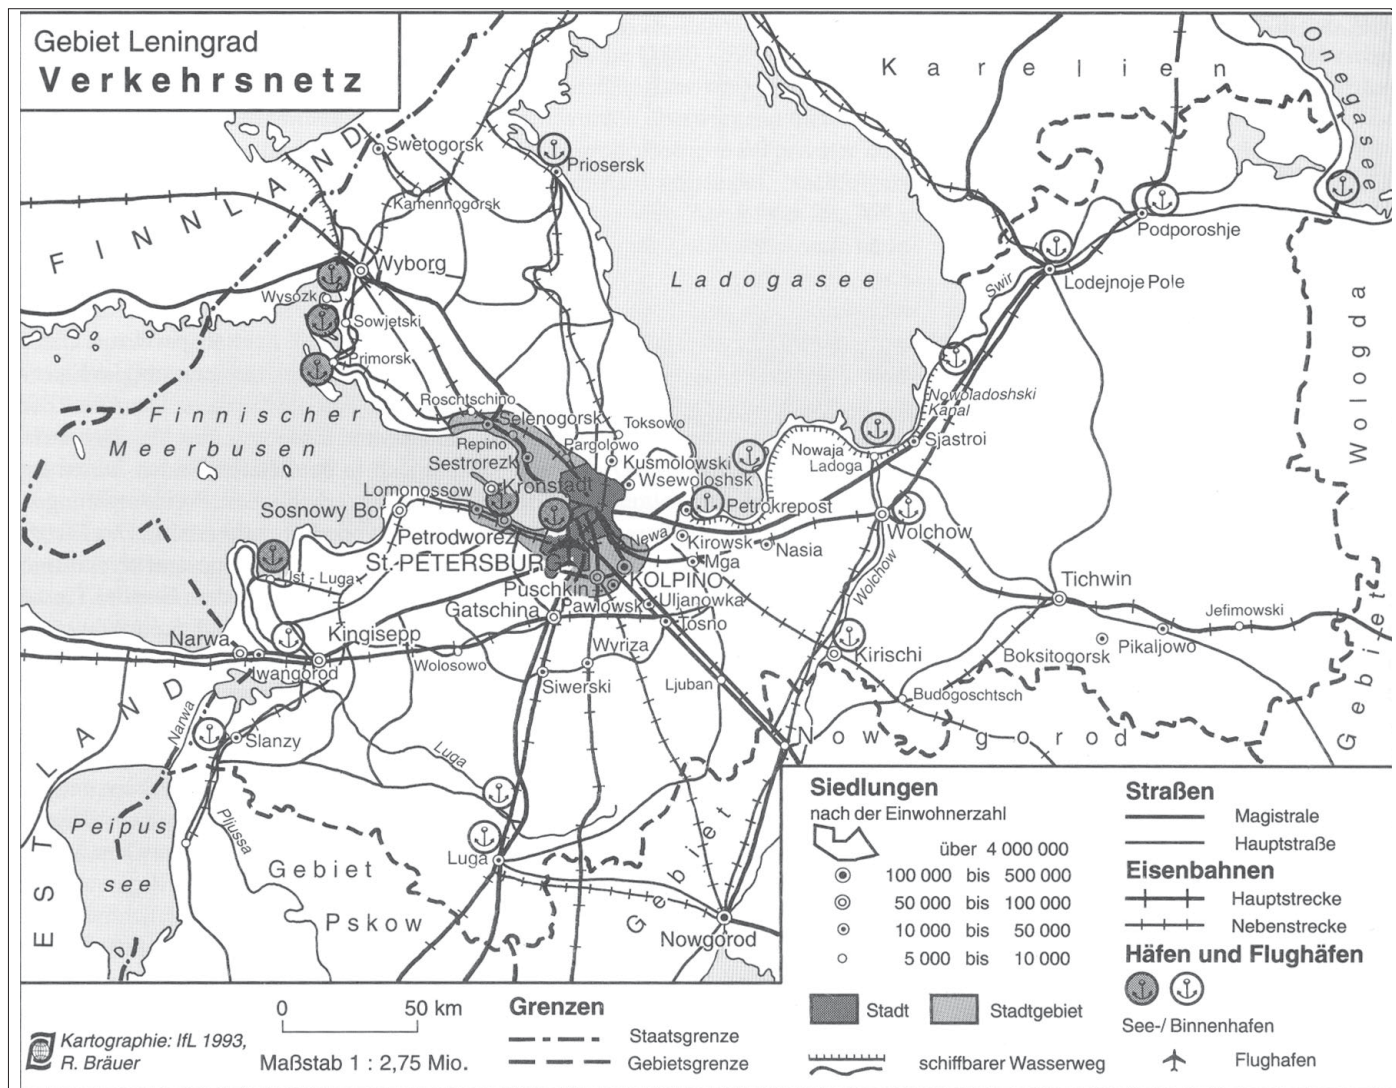 Gebiet Leningrad
Verkehrsnetz
Karelien
Onegasee
FINNLAND
Swetogorsk
Priosersk
Kamennogorsk
Podporoshje
Wyborg
Ladogasee
Swir
Lodejnoje Pole
Wysozk
Sowjetski
Primorsk
Finnischer
Meerbusen
Roschtschino
Selenogorsk
Toksowo
Repino
Pargolowo
Sestrorezk
Kusmolowski
Wsewoloshsk
Nowoladoshski
Kanal
Sjastroi
Nowaja
Ladoga
Wologda
Lomonossow
Kronstadt
Sosnowy Bor
Petrokrepost
Petrodworez
Newa
Kirowsk
Nasia
Wolchow
St. PETERSBURG
Mga
Wolchow
Ust-Luga
KOLPINO
Puschkin
Pawlowsk
Uljanowka
Gatschina
Tosno
Tichwin
Jefimowski
Narwa
Kingisepp
Iwangorod
Wolosowo
Wyriza
Siwerski
Ljuban
Kirischi
Boksitogorsk
Pikaljowo
Budogoschtsch
Gebiet
Narwa
Slanzy
Luga
ESTLAND
Peipus
see
Pljussa
Gebiet
Pskow
Luga
Gebiet
Nowgorod
Nowgorod
Siedlungen
nach der Einwohnerzahl
über 4 000 000
100 000 bis 500 000
50 000 bis 100 000
10 000 bis 50 000
5 000 bis 10 000
Stadt
Stadtgebiet
schiffbarer Wasserweg
Straßen
Magistrale
Hauptstraße
Eisenbahnen
Hauptstrecke
Nebenstrecke
Häfen und Flughäfen
See-/ Binnenhafen
Flughafen
Kartographie: IfL 1993,
R. Bräuer
0 50 km
Maßstab 1 : 2,75 Mio.
Grenzen
Staatsgrenze
Gebietsgrenze